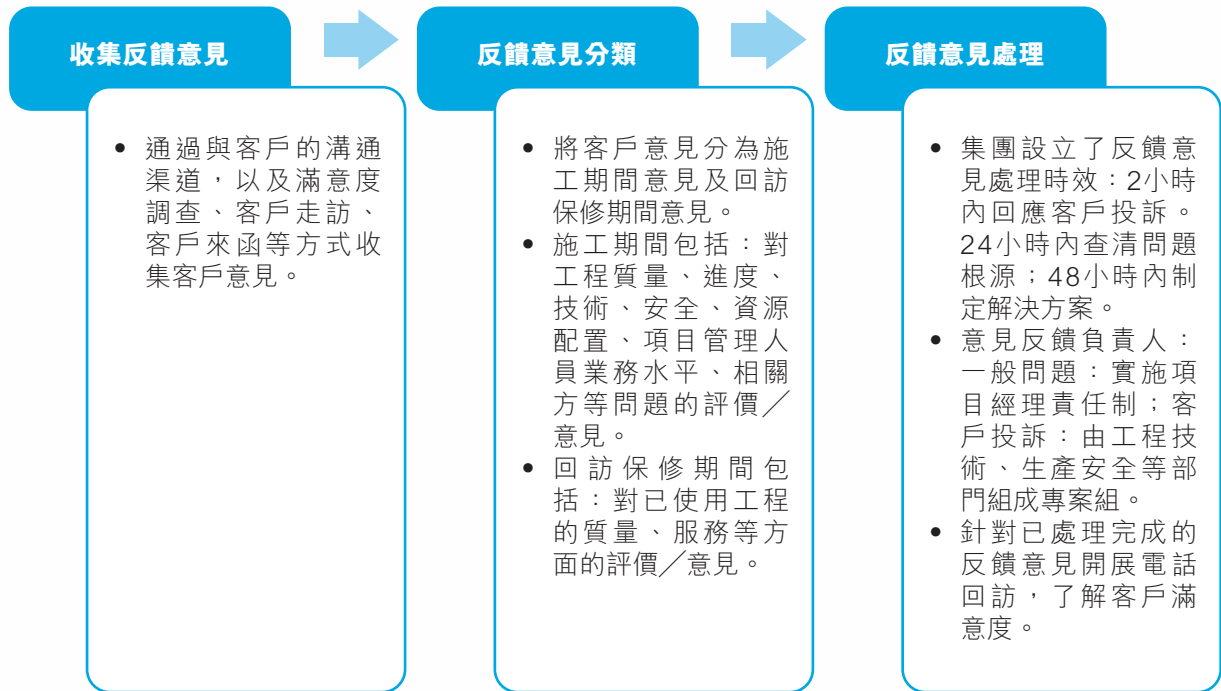 收集反饋意見
通過與客戶的溝通
渠道，以及滿意度
調查、客戶走訪、
客戶來函等方式收
集客戶意見。
反饋意見分類
將客戶意見分為施
工期間意見及回訪
保修期間意見。
施工期間包括：對
工程質量、進度、
技術、安全、資源
配置、項目管理人
員業務水平、相關
方等問題的評價╱
意見。
回訪保修期間包
括：對已使用工程
的質量、服務等方
面的評價╱意見。
反饋意見處理
集團設立了反饋意
見處理時效：2小時
內回應客戶投訴。
24小時內查清問題
根源；48小時內制
定解決方案。
意見反饋負責人：
一般問題：實施項
目經理責任制；客
戶投訴：由工程技
術、生產安全等部
門組成專案組。
針對已處理完成的
反饋意見開展電話
回訪，了解客戶滿
意度。